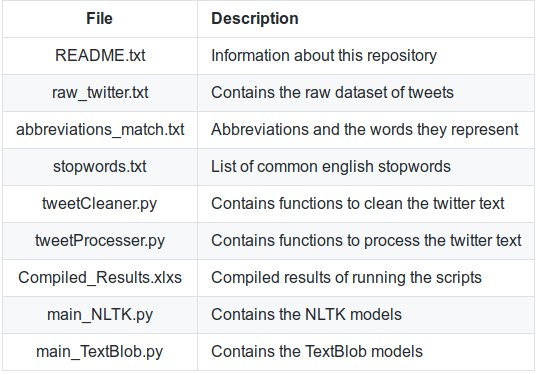 File Description
README.txt Information about this repository
raw_twitter.txt Contains the raw dataset of tweets
abbreviations_match.txt Abbreviations and the words they represent
stopwords.txt List of common english stopwords
tweetCleaner.py Contains functions to clean the twitter text
tweetProcesser.py Contains functions to process the twitter text
Compiled_Results.xlxs Compiled results of running the scripts
main_NLTK.py Contains the NLTK models
main_TextBlob.py Contains the TextBlob models